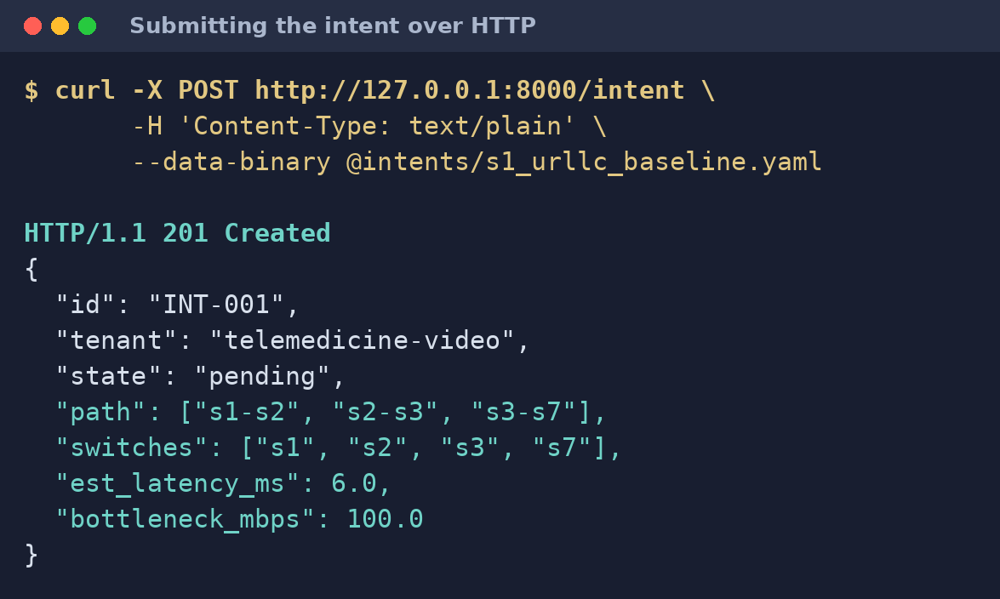 Submitting the intent over HTTP
$ curl -X POST http://127.0.0.1:8000/intent \
       -H 'Content-Type: text/plain' \
       --data-binary @intents/s1_urllc_baseline.yaml

HTTP/1.1 201 Created
{
  "id": "INT-001",
  "tenant": "telemedicine-video",
  "state": "pending",
  "path": ["s1-s2", "s2-s3", "s3-s7"],
  "switches": ["s1", "s2", "s3", "s7"],
  "est_latency_ms": 6.0,
  "bottleneck_mbps": 100.0
}